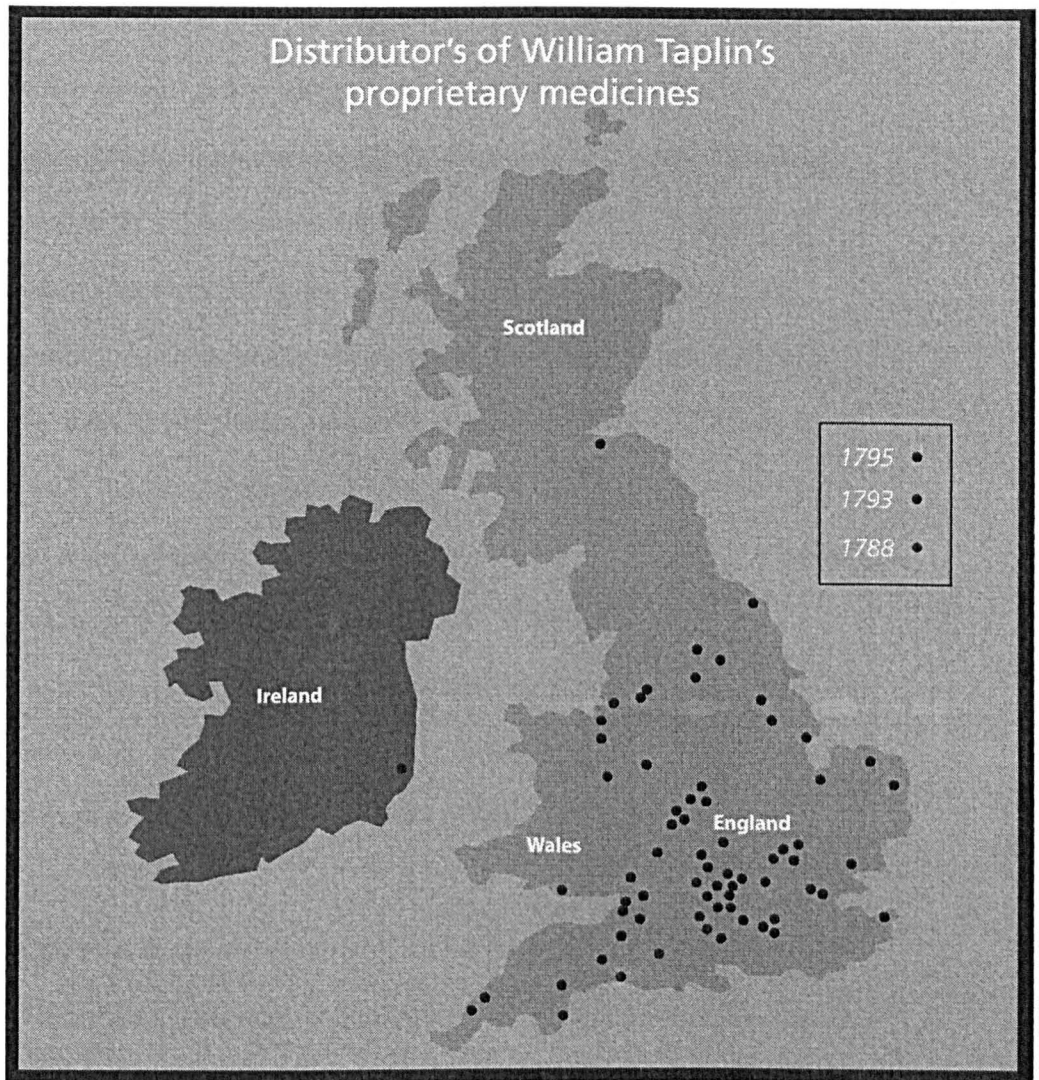 Distributor's of William Taplin's
proprietary medicines
Scotland
1795
1793
1788
Ireland
England
Wales